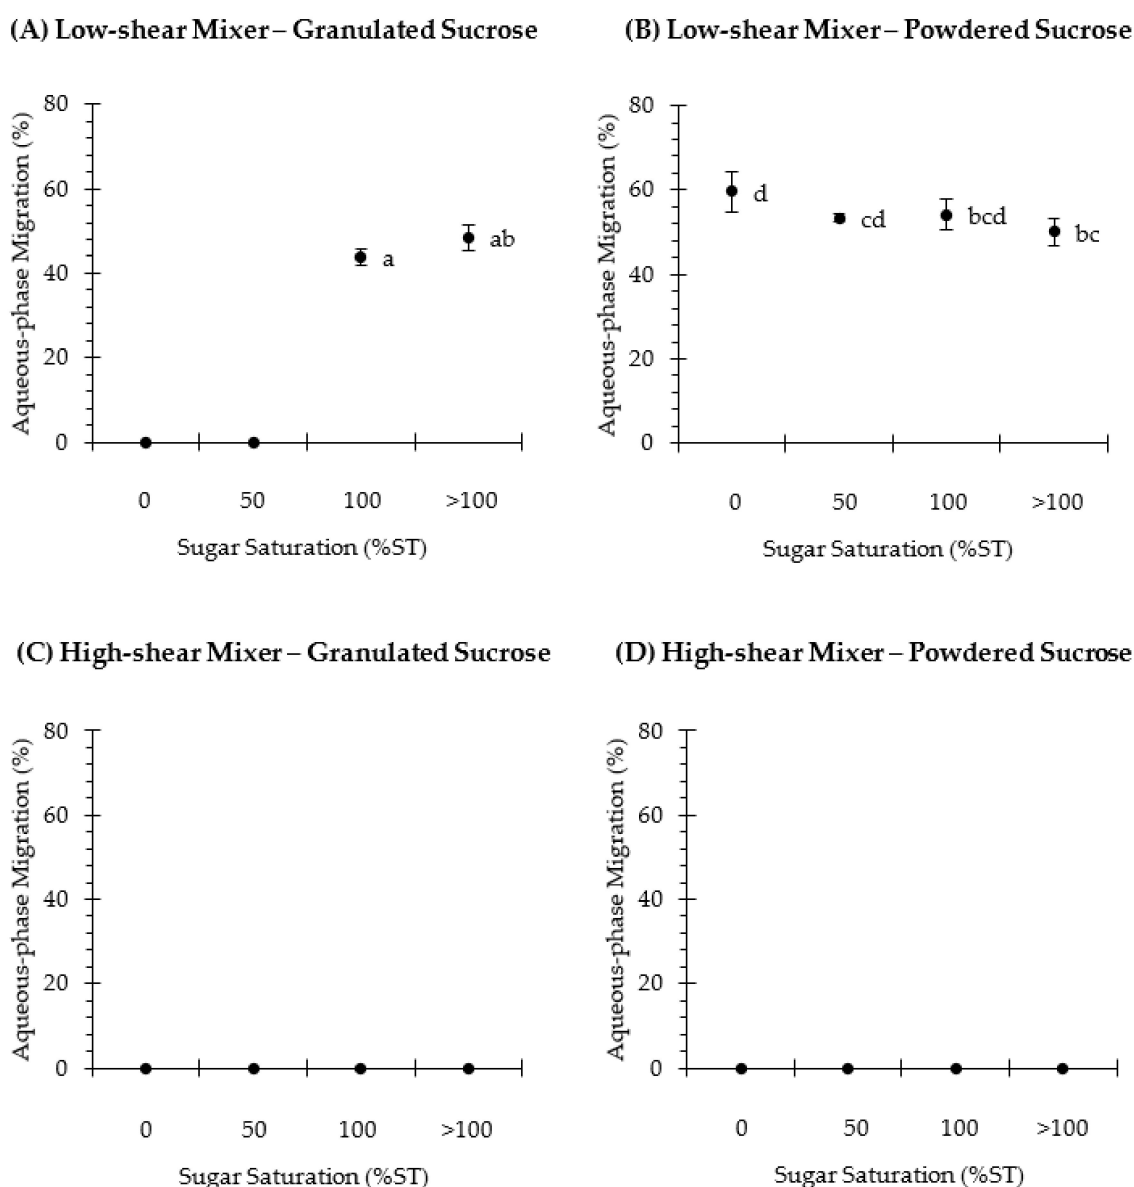 (A) Low-shear Mixer – Granulated Sucrose
Aqueous-phase Migration (%)
80
60
40
20
0
a
ab
0 50 100 >100
Sugar Saturation (%ST)
(B) Low-shear Mixer – Powdered Sucrose
Aqueous-phase Migration (%)
80
60
40
20
0
d
cd
bcd
bc
0 50 100 >100
Sugar Saturation (%ST)
(C) High-shear Mixer – Granulated Sucrose
Aqueous-phase Migration (%)
80
60
40
20
0
0 50 100 >100
Sugar Saturation (%ST)
(D) High-shear Mixer – Powdered Sucrose
Aqueous-phase Migration (%)
80
60
40
20
0
0 50 100 >100
Sugar Saturation (%ST)